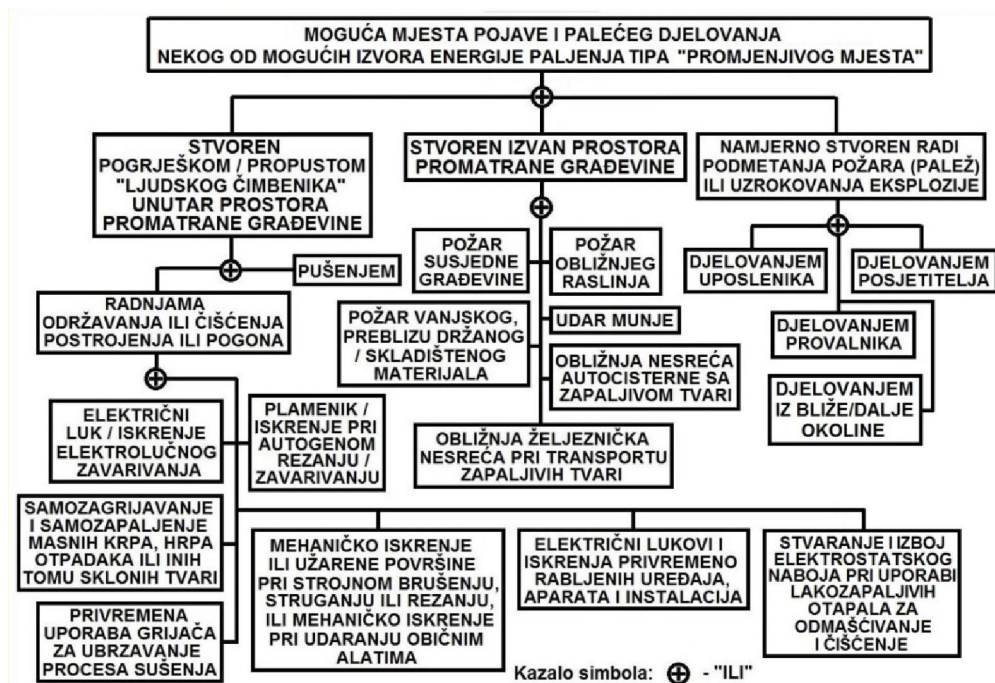 MOGUĆA MJESTA POJAVE I PALEĆEG DJELOVANJA
NEKOG OD MOGUĆIH IZVORA ENERGIJE PALJENJA TIPA "PROMJENJIVOG MJESTA"
STVOREN
POGRJEŠKOM / PROPUSTOM
"LJUDSKOG ČIMBENIKA"
UNUTAR PROSTORA
PROMATRANE GRAĐEVINE
STVOREN IZVAN PROSTORA
PROMATRANE GRAĐEVINE
NAMJERNO STVOREN RADI
PODMETANJA POŽARA (PALEŽ)
ILI UZROKOVANJA EKSPLOZIJE
PUŠENJEM
RADNJAMA
ODRŽAVANJA ILI ČIŠĆENJA
POSTROJENJA ILI POGONA
POŽAR
SUSJEDNE
GRAĐEVINE
POŽAR
OBLIŽNJEG
RASLINJA
POŽAR VANJSKOG,
PREBLIZU DRŽANOG
/ SKLADIŠTENOG
MATERIJALA
UDAR MUNJE
OBLIŽNJA NESREĆA
AUTOCISTERNE SA
ZAPALJIVOM TVARI
OBLIŽNJA ŽELJEZNIČKA
NESREĆA PRI TRANSPORTU
ZAPALJIVIH TVARI
DJELOVANJEM
UPOSLENIKA
DJELOVANJEM
POSJETITELJA
DJELOVANJEM
PROVALNIKA
DJELOVANJEM
IZ BLIŽE/DALJE
OKOLINE
ELEKTRIČNI
LUK / ISKRENJE
ELEKTROLUČNOG
ZAVARIVANJA
PLAMENIK /
ISKRENJE PRI
AUTOGENOM
REZANJU /
ZAVARIVANJU
SAMOZAGRIJAVANJE
I SAMOZAPALJENJE
MASNIH KRPA, HRPA
OTPADAKA ILI INIH
TOMU SKLONIH TVARI
PRIVREMENA
UPORABA GRIJAČA
ZA UBRZAVANJE
PROCESA SUŠENJA
MEHANIČKO ISKRENJE
ILI UŽARENE POVRŠINE
PRI STROJNOM BRUŠENJU,
STRUGANJU ILI REZANJU,
ILI MEHANIČKO ISKRENJE
PRI UDARANJU OBIČNIM
ALATIMA
ELEKTRIČNI LUKOVI I
ISKRENJA PRIVREMENO
RABLJENIH UREĐAJA,
APARATA I INSTALACIJA
STVARANJE I IZBOJ
ELEKTROSTATSKOG
NABOJA PRI UPORABI
LAKOZAPALJIVIH
OTAPALA ZA
ODMAŠĆIVANJE
I ČIŠĆENJE
Kazalo simbola: ⊕ - "ILI"